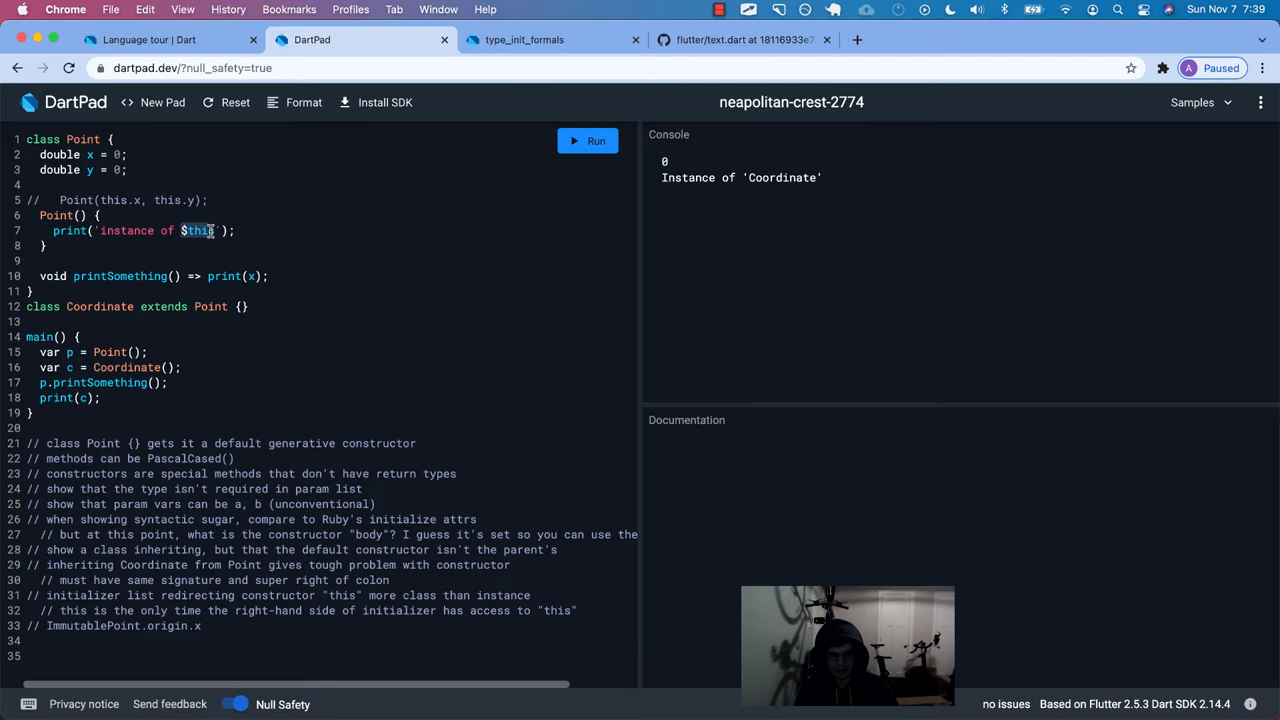 Chrome File Edit View History Bookmarks Profiles Tab Window Help Sun Nov 7 7:39
Language tour | Dart DartPad type_init_formals flutter/text.dart at 18116933e7
dartpad.dev/?null_safety=true A Paused
DartPad <> New Pad Reset Format Install SDK neapolitan-crest-2774 Samples
Run
1 class Point {
2 double x = 0;
3 double y = 0;
4
5 // Point(this.x, this.y);
6 Point() {
7 print('instance of $this');
8 }
9
10 void printSomething() => print(x);
11 }
12 class Coordinate extends Point {}
13
14 main() {
15 var p = Point();
16 var c = Coordinate();
17 p.printSomething();
18 print(c);
19 }
20
21 // class Point {} gets it a default generative constructor
22 // methods can be PascalCased()
23 // constructors are special methods that don't have return types
24 // show that the type isn't required in param list
25 // show that param vars can be a, b (unconventional)
26 // when showing syntactic sugar, compare to Ruby's initialize attrs
27 // but at this point, what is the constructor "body"? I guess it's set so you can use the
28 // show a class inheriting, but that the default constructor isn't the parent's
29 // inheriting Coordinate from Point gives tough problem with constructor
30 // must have same signature and super right of colon
31 // initializer list redirecting constructor "this" more class than instance
32 // this is the only time the right-hand side of initializer has access to "this"
33 // ImmutablePoint.origin.x
34
35
Console
0
Instance of 'Coordinate'
Documentation
Privacy notice Send feedback Null Safety no issues Based on Flutter 2.5.3 Dart SDK 2.14.4